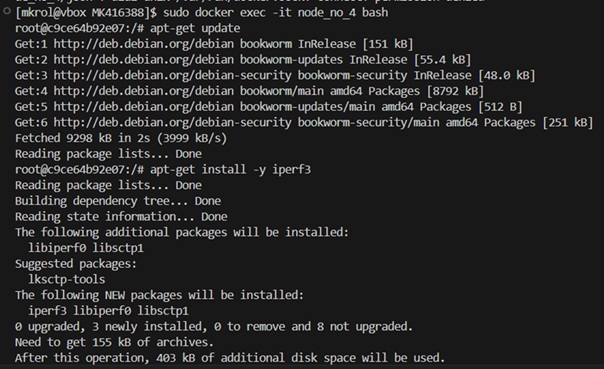 [mkrol@vbox MK416388]$ sudo docker exec -it node_no_4 bash
root@c9ce64b92e07:/# apt-get update
Get:1 http://deb.debian.org/debian bookworm InRelease [151 kB]
Get:2 http://deb.debian.org/debian bookworm-updates InRelease [55.4 kB]
Get:3 http://deb.debian.org/debian-security bookworm-security InRelease [48.0 kB]
Get:4 http://deb.debian.org/debian bookworm/main amd64 Packages [8792 kB]
Get:5 http://deb.debian.org/debian bookworm-updates/main amd64 Packages [512 B]
Get:6 http://deb.debian.org/debian-security bookworm-security/main amd64 Packages [251 kB]
Fetched 9298 kB in 2s (3999 kB/s)
Reading package lists... Done
root@c9ce64b92e07:/# apt-get install -y iperf3
Reading package lists... Done
Building dependency tree... Done
Reading state information... Done
The following additional packages will be installed:
libiperf0 libsctp1
Suggested packages:
lksctp-tools
The following NEW packages will be installed:
iperf3 libiperf0 libsctp1
0 upgraded, 3 newly installed, 0 to remove and 8 not upgraded.
Need to get 155 kB of archives.
After this operation, 403 kB of additional disk space will be used.